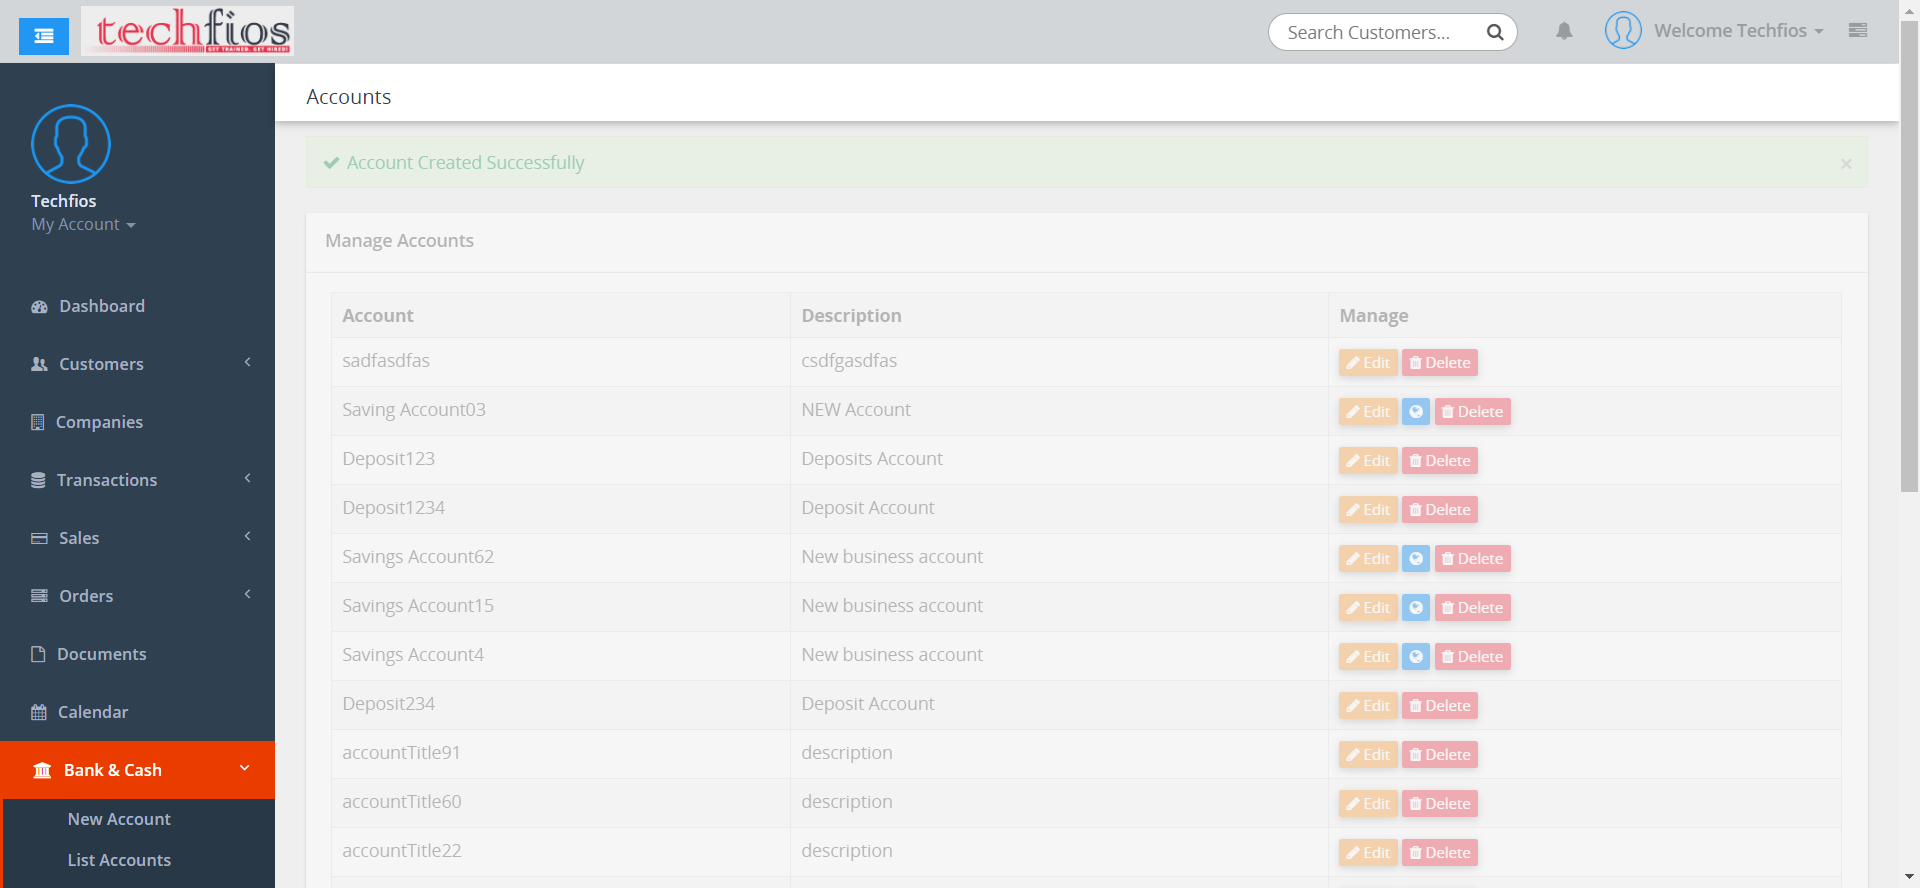 techfios
GET TRAINED. GET HIRED!
Search Customers...
Welcome Techfios
Techfios
My Account
Dashboard
Customers
Companies
Transactions
Sales
Orders
Documents
Calendar
Bank & Cash
New Account
List Accounts
Accounts
Account Created Successfully
×
Manage Accounts
Account Description Manage
sadfasdfas csdfgasdfas Edit Delete
Saving Account03 NEW Account Edit Delete
Deposit123 Deposits Account Edit Delete
Deposit1234 Deposit Account Edit Delete
Savings Account62 New business account Edit Delete
Savings Account15 New business account Edit Delete
Savings Account4 New business account Edit Delete
Deposit234 Deposit Account Edit Delete
accountTitle91 description Edit Delete
accountTitle60 description Edit Delete
accountTitle22 description Edit Delete